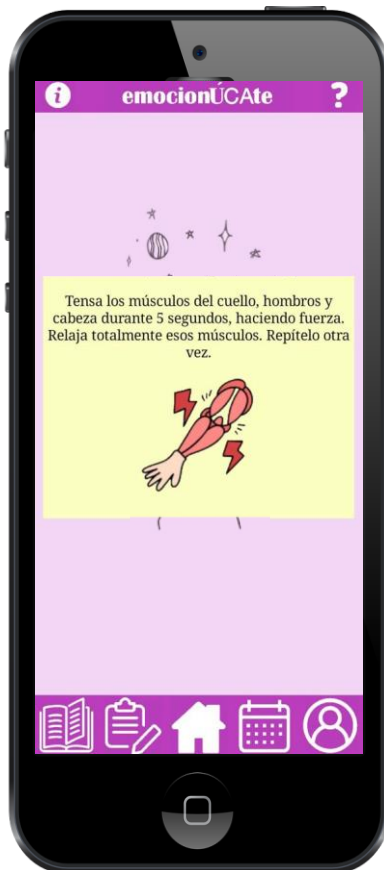 emocionÚCAte ?
Tensa los músculos del cuello, hombros y
cabeza durante 5 segundos, haciendo fuerza.
Relaja totalmente esos músculos. Repítelo otra
vez.